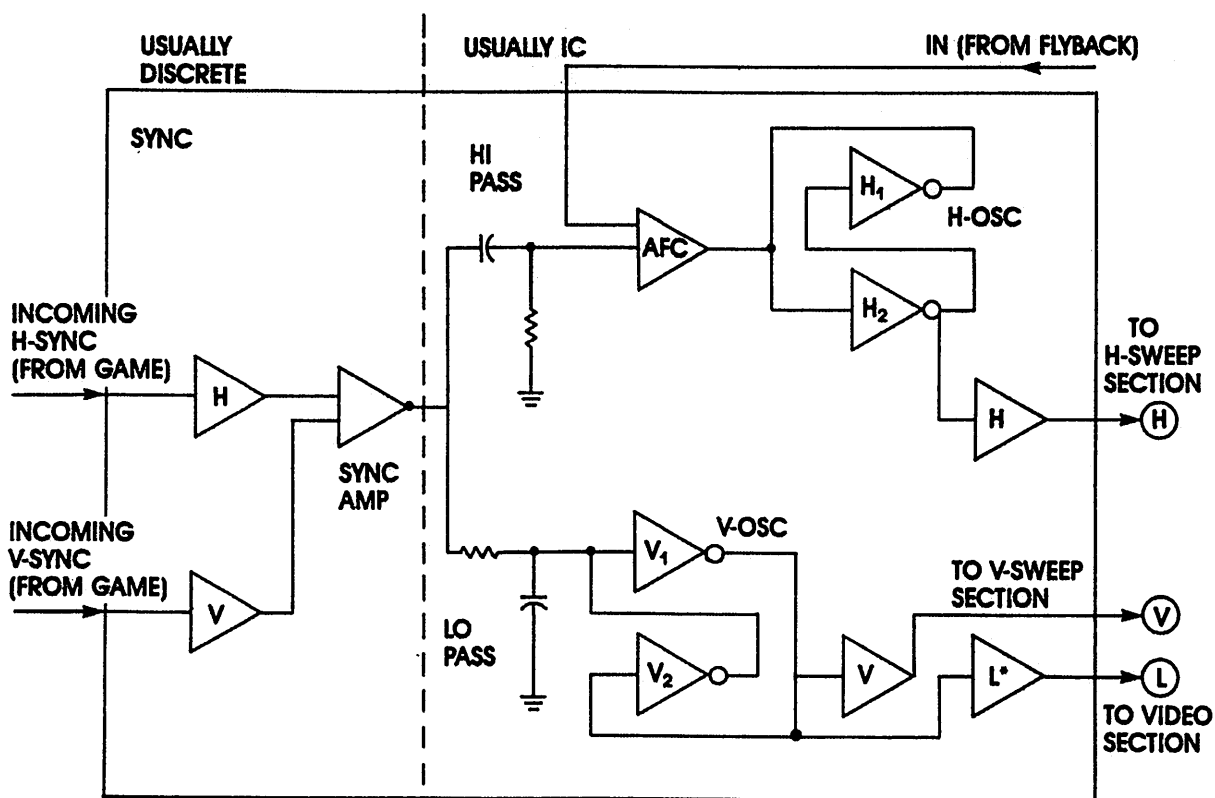 USUALLY
DISCRETE
USUALLY IC
IN (FROM FLYBACK)
SYNC
HI
PASS
H₁
H-OSC
AFC
H₂
INCOMING
H-SYNC
(FROM GAME)
H
SYNC
AMP
H
TO
H-SWEEP
SECTION
H
INCOMING
V-SYNC
(FROM GAME)
V
LO
PASS
V₁
V-OSC
V₂
V
TO V-SWEEP
SECTION
V
L*
L
TO VIDEO
SECTION